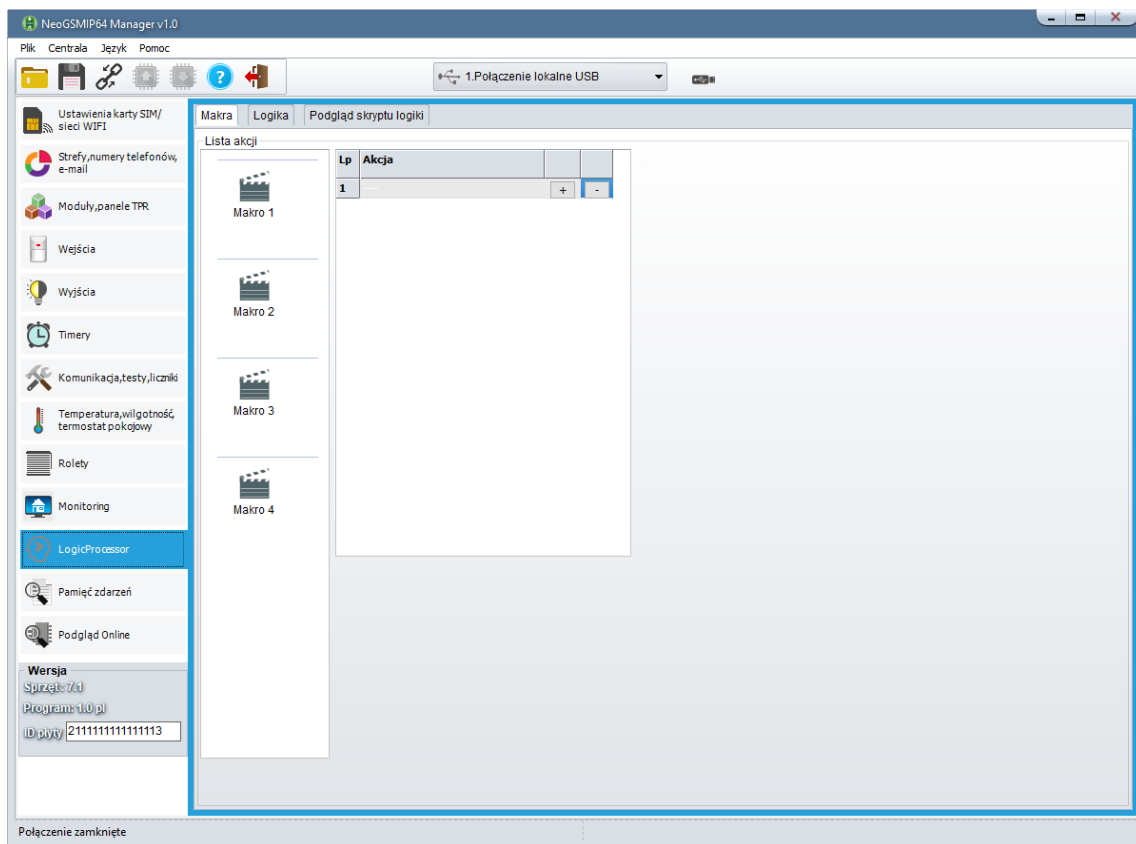 NeoGSMIP64 Manager v1.0
Plik Centrala Język Pomoc
1.Połączenie lokalne USB
Ustawienia karty SIM/
sieci WIFI
Strefy,numery telefonów,
e-mail
Moduły,panele TPR
Wejścia
Wyjścia
Timery
Komunikacja,testy,liczniki
Temperatura,wilgotność,
termostat pokojowy
Rolety
Monitoring
LogicProcessor
Pamięć zdarzeń
Podgląd Online
Wersja
Sprzęt: 7.1
Program: 1.0 pl
ID płyty 2111111111111113
Makra Logika Podgląd skryptu logiki
Lista akcji
Makro 1
Makro 2
Makro 3
Makro 4
Lp Akcja
1 + -
Połączenie zamknięte